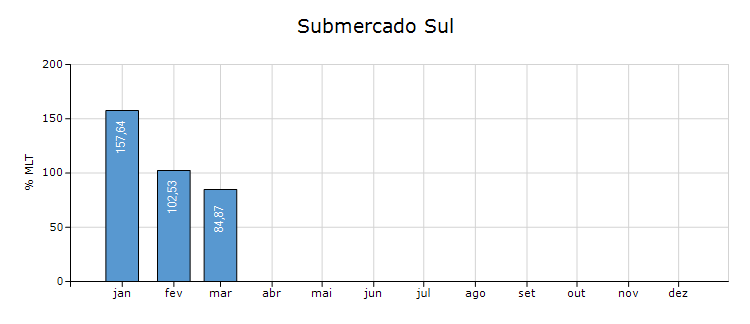 Submercado Sul
200
150
100
50
0
% MLT
157,64
102,53
84,87
jan fev mar abr mai jun jul ago set out nov dez